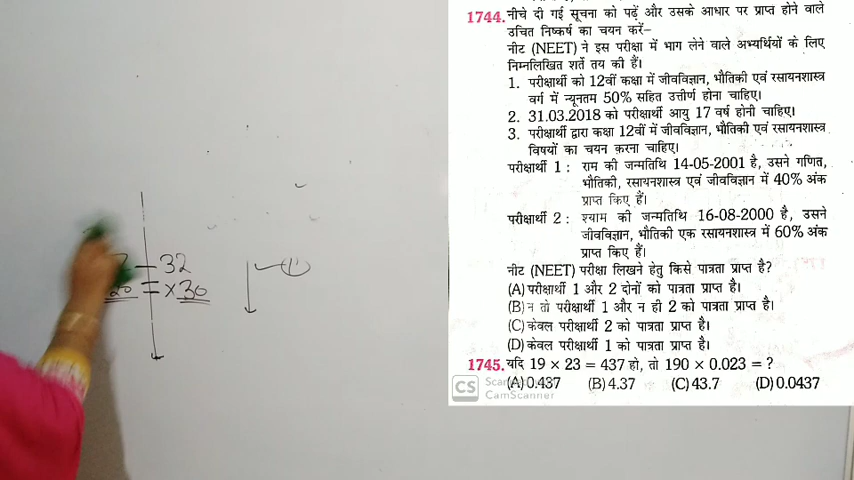 1744. नीचे दी गई सूचना को पढ़ें और उसके आधार पर प्राप्त होने वाले
उचित निष्कर्ष का चयन करें–
नीट (NEET) ने इस परीक्षा में भाग लेने वाले अभ्यर्थियों के लिए
निम्नलिखित शर्ते तय की हैं।
1. परीक्षार्थी को 12वीं कक्षा में जीवविज्ञान, भौतिकी एवं रसायनशास्त्र
वर्ग में न्यूनतम 50% सहित उत्तीर्ण होना चाहिए।
2. 31.03.2018 को परीक्षार्थी आयु 17 वर्ष होनी चाहिए।
3. परीक्षार्थी द्वारा कक्षा 12वीं में जीवविज्ञान, भौतिकी एवं रसायनशास्त्र
विषयों का चयन करना चाहिए।
परीक्षार्थी 1 : राम की जन्मतिथि 14-05-2001 है, उसने गणित,
भौतिकी, रसायनशास्त्र एवं जीवविज्ञान में 40% अंक
प्राप्त किए हैं।
परीक्षार्थी 2 : श्याम की जन्मतिथि 16-08-2000 है, उसने
जीवविज्ञान, भौतिकी एक रसायनशास्त्र में 60% अंक
प्राप्त किए हैं।
नीट (NEET) परीक्षा लिखने हेतु किसे पात्रता प्राप्त है?
(A) परीक्षार्थी 1 और 2 दोनों को पात्रता प्राप्त है।
(B) न तो परीक्षार्थी 1 और न ही 2 को पात्रता प्राप्त है।
(C) केवल परीक्षार्थी 2 को पात्रता प्राप्त है।
(D) केवल परीक्षार्थी 1 को पात्रता प्राप्त है।
1745. यदि 19 × 23 = 437 हो, तो 190 × 0.023 = ?
(A) 0.437 (B) 4.37 (C) 43.7 (D) 0.0437
CS
CamScanner
32
20 = × 30